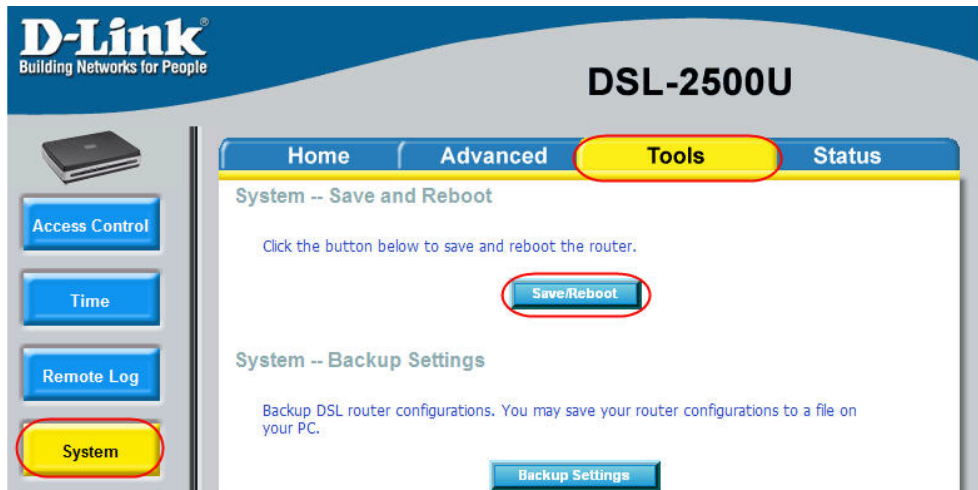 D-Link®
Building Networks for People
DSL-2500U
Home
Advanced
Tools
Status
Access Control
Time
Remote Log
System
System -- Save and Reboot
Click the button below to save and reboot the router.
Save/Reboot
System -- Backup Settings
Backup DSL router configurations. You may save your router configurations to a file on
your PC.
Backup Settings